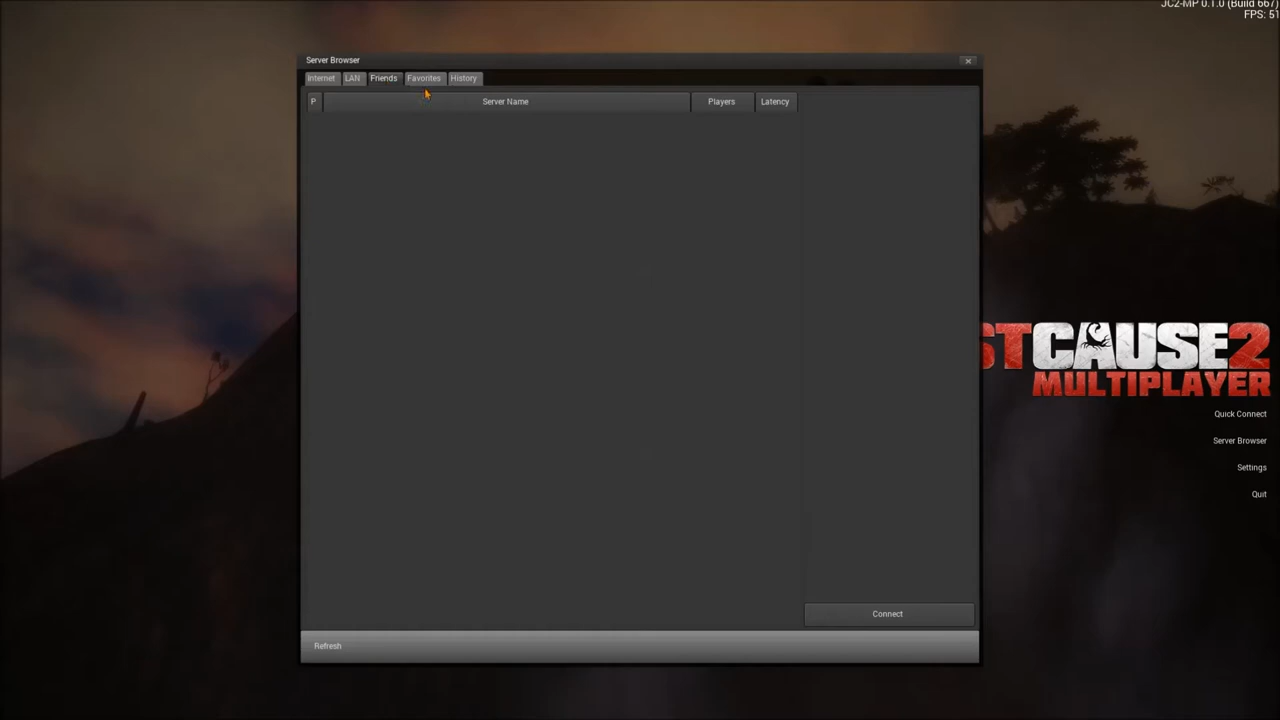 JC2-MP 0.1.0 (Build 667)
FPS: 51
Server Browser
Internet LAN Friends Favorites History
P Server Name Players Latency
STCAUSE2
MULTIPLAYER
Quick Connect
Server Browser
Settings
Quit
Connect
Refresh